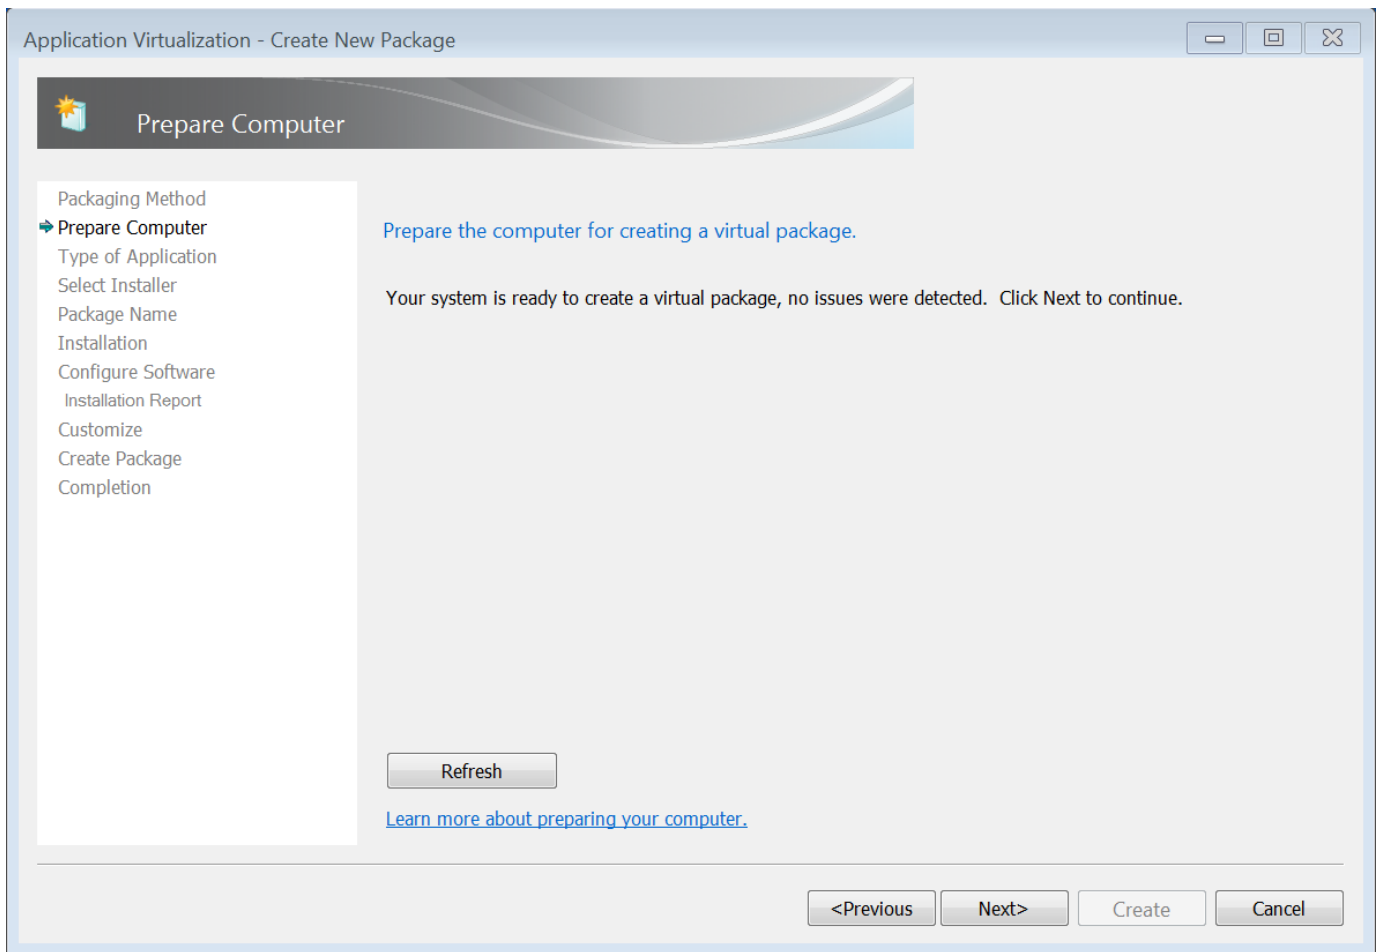 Application Virtualization - Create New Package
Prepare Computer
Packaging Method
Prepare Computer
Type of Application
Select Installer
Package Name
Installation
Configure Software
Installation Report
Customize
Create Package
Completion
Prepare the computer for creating a virtual package.
Your system is ready to create a virtual package, no issues were detected.  Click Next to continue.
Refresh
Learn more about preparing your computer.
<Previous
Next>
Create
Cancel